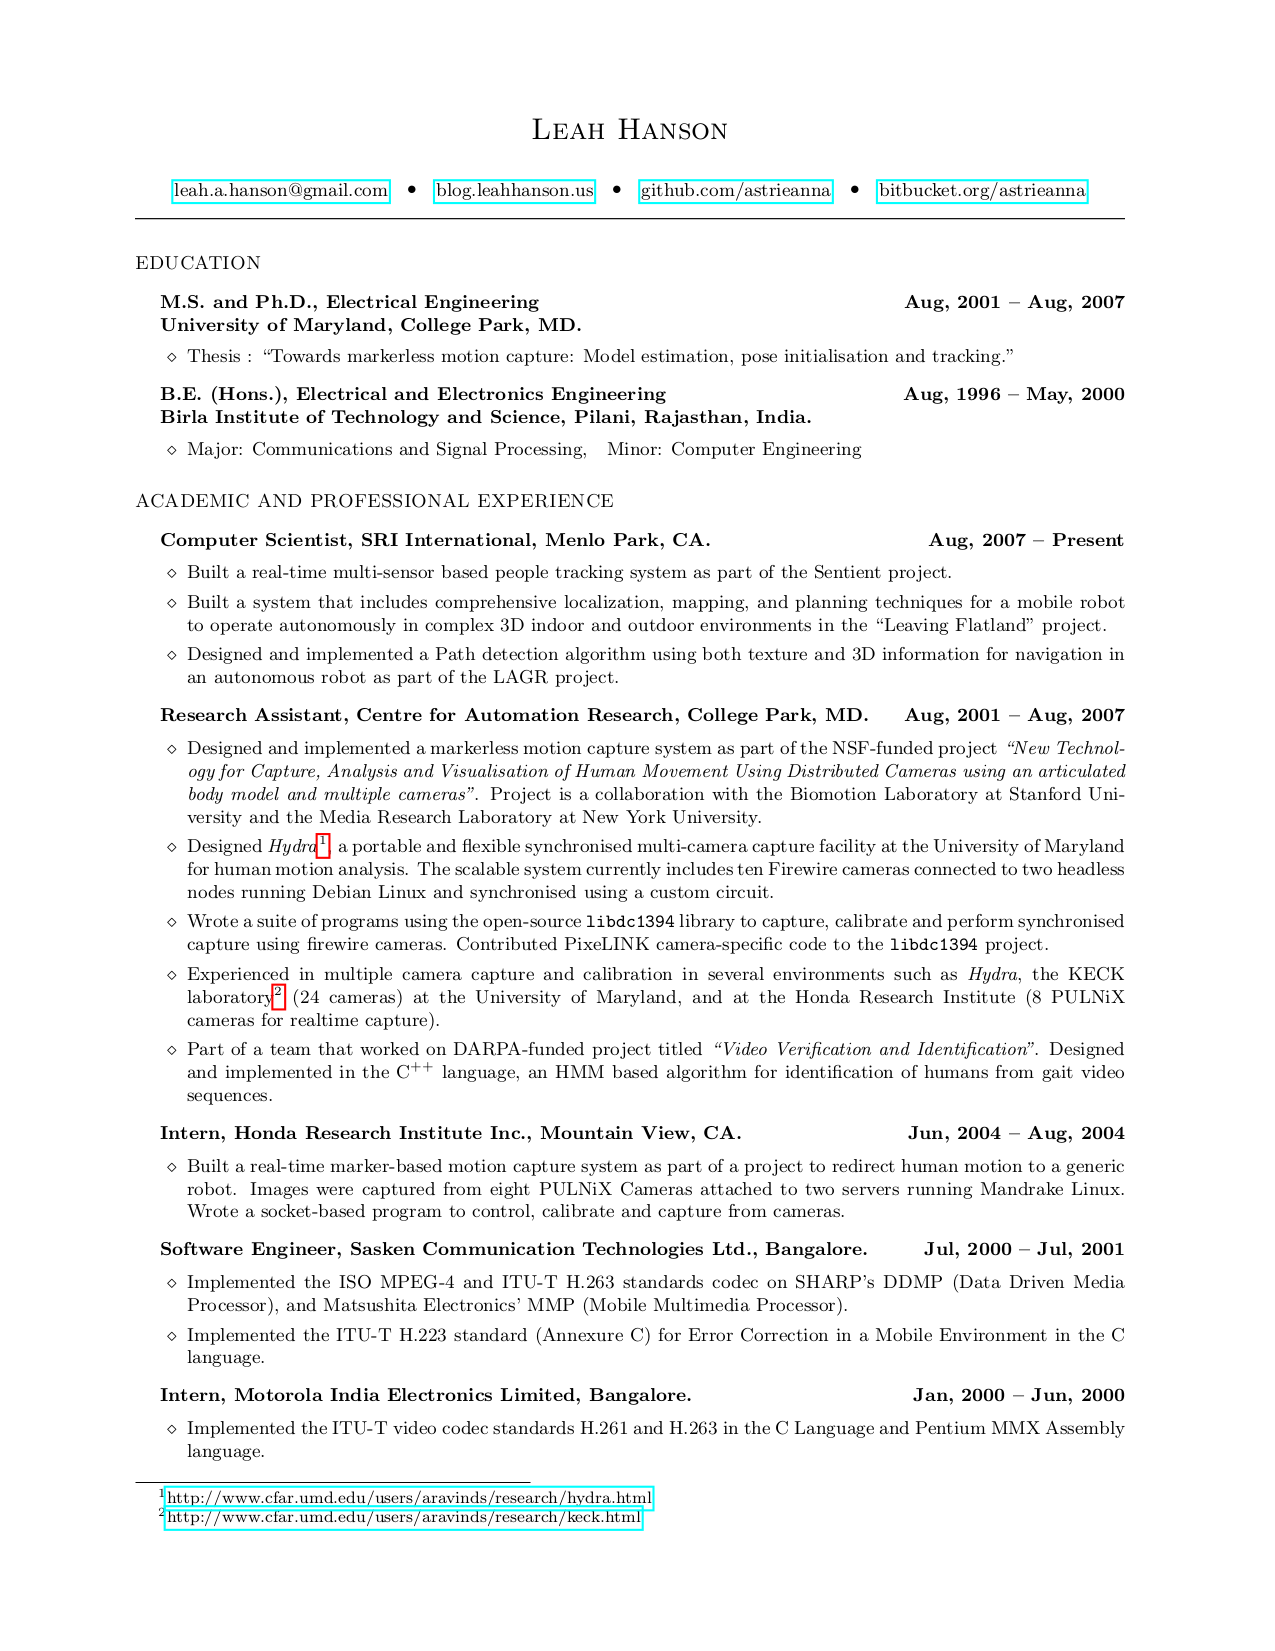 Leah Hanson
leah.a.hanson@gmail.com • blog.leahhanson.us • github.com/astrieanna • bitbucket.org/astrieanna
EDUCATION
M.S. and Ph.D., Electrical Engineering Aug, 2001 – Aug, 2007
University of Maryland, College Park, MD.
⋄ Thesis : “Towards markerless motion capture: Model estimation, pose initialisation and tracking.”
B.E. (Hons.), Electrical and Electronics Engineering Aug, 1996 – May, 2000
Birla Institute of Technology and Science, Pilani, Rajasthan, India.
⋄ Major: Communications and Signal Processing, Minor: Computer Engineering
ACADEMIC AND PROFESSIONAL EXPERIENCE
Computer Scientist, SRI International, Menlo Park, CA. Aug, 2007 – Present
⋄ Built a real-time multi-sensor based people tracking system as part of the Sentient project.
⋄ Built a system that includes comprehensive localization, mapping, and planning techniques for a mobile robot
to operate autonomously in complex 3D indoor and outdoor environments in the “Leaving Flatland” project.
⋄ Designed and implemented a Path detection algorithm using both texture and 3D information for navigation in
an autonomous robot as part of the LAGR project.
Research Assistant, Centre for Automation Research, College Park, MD. Aug, 2001 – Aug, 2007
⋄ Designed and implemented a markerless motion capture system as part of the NSF-funded project “New Technol-
ogy for Capture, Analysis and Visualisation of Human Movement Using Distributed Cameras using an articulated
body model and multiple cameras”. Project is a collaboration with the Biomotion Laboratory at Stanford Uni-
versity and the Media Research Laboratory at New York University.
⋄ Designed Hydra¹, a portable and flexible synchronised multi-camera capture facility at the University of Maryland
for human motion analysis. The scalable system currently includes ten Firewire cameras connected to two headless
nodes running Debian Linux and synchronised using a custom circuit.
⋄ Wrote a suite of programs using the open-source libdc1394 library to capture, calibrate and perform synchronised
capture using firewire cameras. Contributed PixeLINK camera-specific code to the libdc1394 project.
⋄ Experienced in multiple camera capture and calibration in several environments such as Hydra, the KECK
laboratory² (24 cameras) at the University of Maryland, and at the Honda Research Institute (8 PULNiX
cameras for realtime capture).
⋄ Part of a team that worked on DARPA-funded project titled “Video Verification and Identification”. Designed
and implemented in the C⁺⁺ language, an HMM based algorithm for identification of humans from gait video
sequences.
Intern, Honda Research Institute Inc., Mountain View, CA. Jun, 2004 – Aug, 2004
⋄ Built a real-time marker-based motion capture system as part of a project to redirect human motion to a generic
robot. Images were captured from eight PULNiX Cameras attached to two servers running Mandrake Linux.
Wrote a socket-based program to control, calibrate and capture from cameras.
Software Engineer, Sasken Communication Technologies Ltd., Bangalore. Jul, 2000 – Jul, 2001
⋄ Implemented the ISO MPEG-4 and ITU-T H.263 standards codec on SHARP’s DDMP (Data Driven Media
Processor), and Matsushita Electronics’ MMP (Mobile Multimedia Processor).
⋄ Implemented the ITU-T H.223 standard (Annexure C) for Error Correction in a Mobile Environment in the C
language.
Intern, Motorola India Electronics Limited, Bangalore. Jan, 2000 – Jun, 2000
⋄ Implemented the ITU-T video codec standards H.261 and H.263 in the C Language and Pentium MMX Assembly
language.
¹http://www.cfar.umd.edu/users/aravinds/research/hydra.html
²http://www.cfar.umd.edu/users/aravinds/research/keck.html